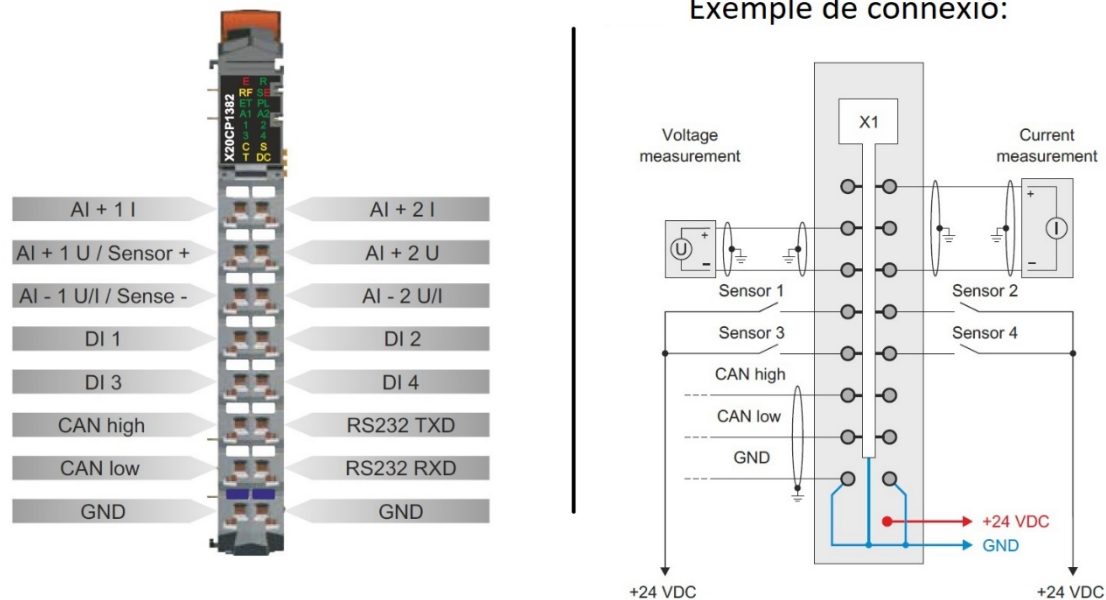 Exemple de connexió:
X20CP1382
E R
RF SE
ET PL
A1 A2
1 2
3 4
C S
T DC
AI + 1 I
AI + 2 I
AI + 1 U / Sensor +
AI + 2 U
AI - 1 U/I / Sense -
AI - 2 U/I
DI 1
DI 2
DI 3
DI 4
CAN high
RS232 TXD
CAN low
RS232 RXD
GND
GND
X1
Voltage
measurement
Current
measurement
+
+
U
I
–
–
Sensor 1
Sensor 2
Sensor 3
Sensor 4
CAN high
CAN low
GND
+24 VDC
GND
+24 VDC
+24 VDC